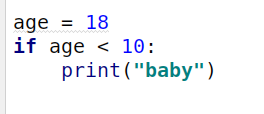 age = 18
if age < 10:
    print("baby")